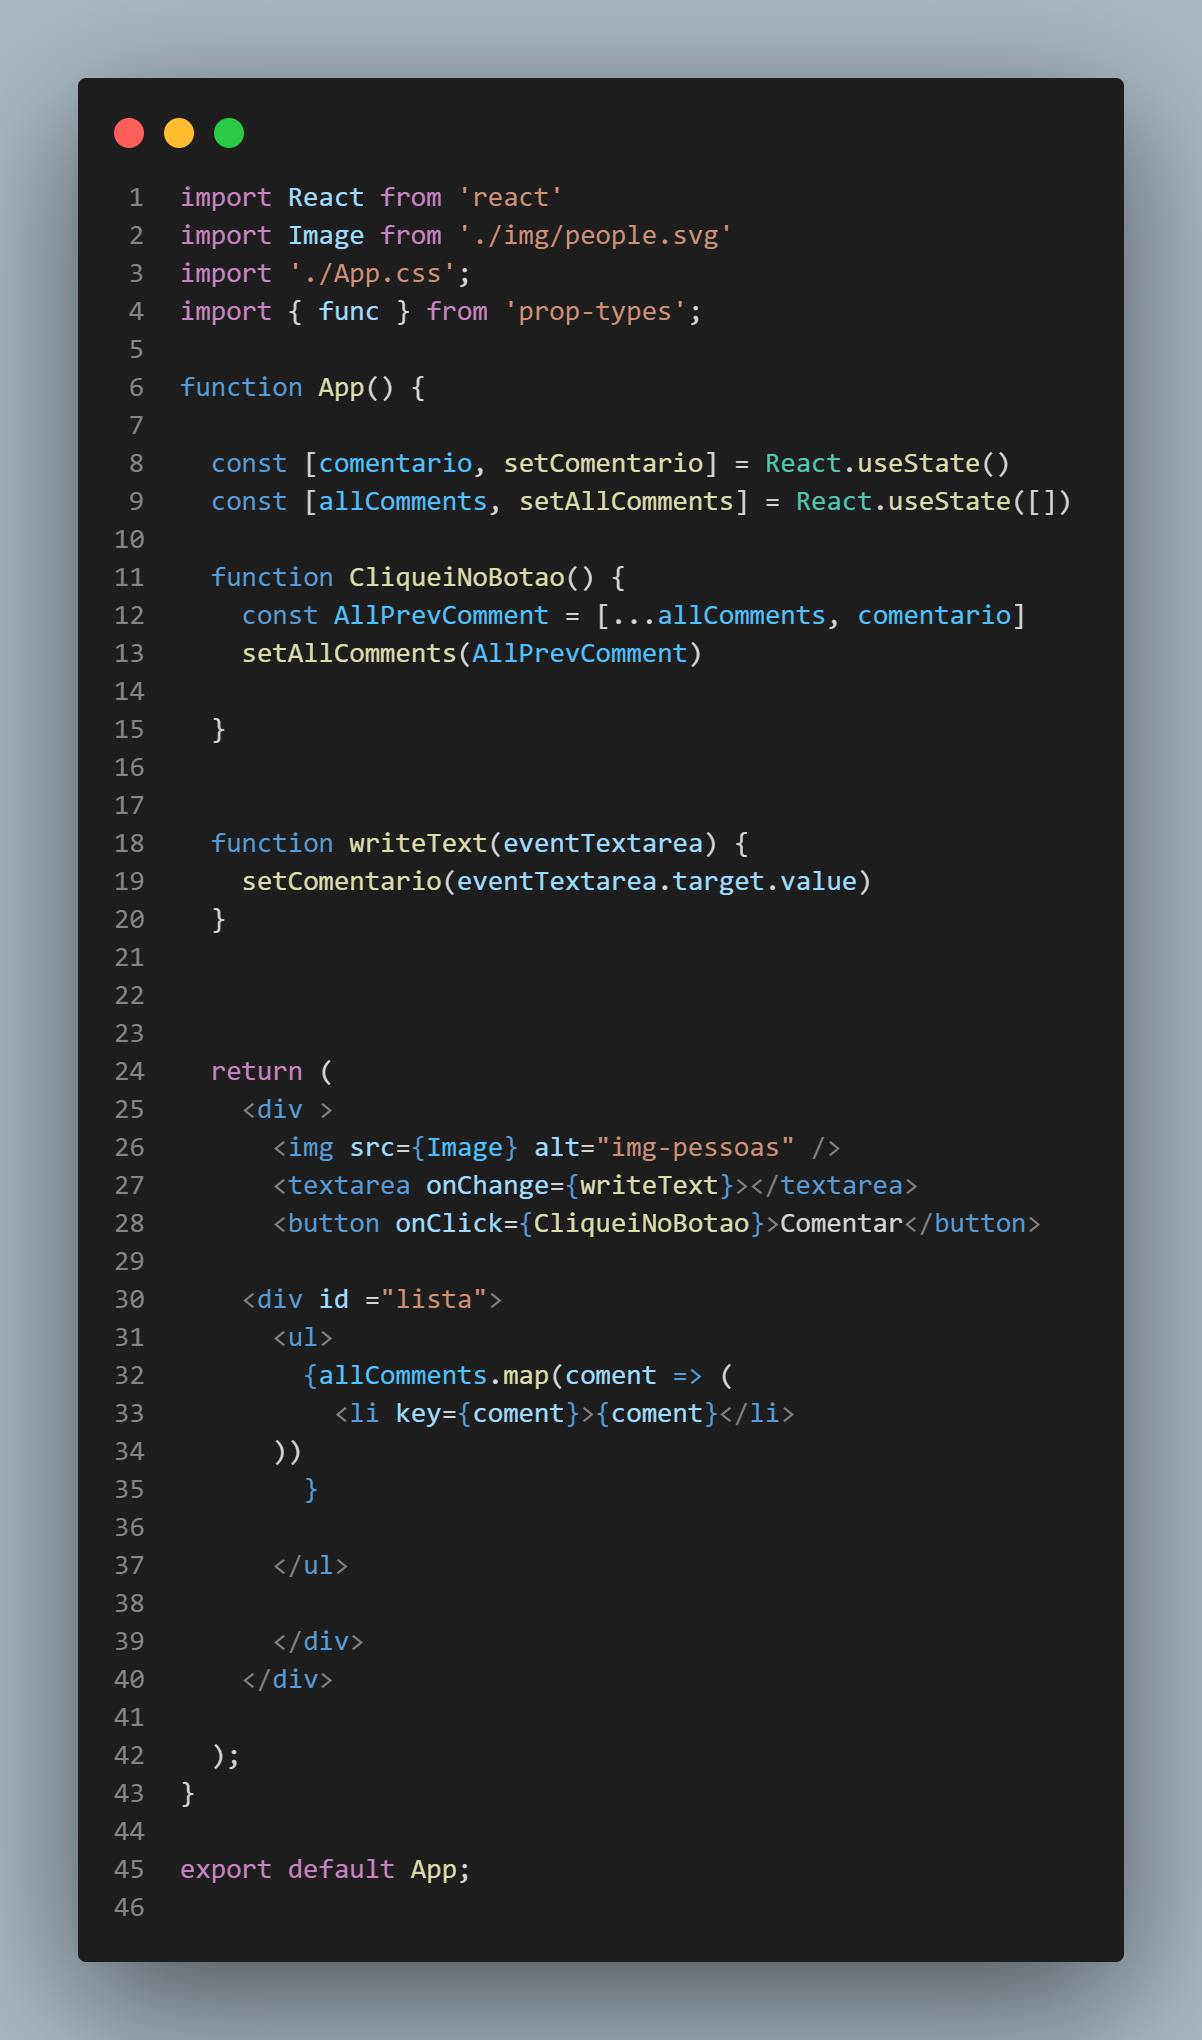 1 import React from 'react'
2 import Image from './img/people.svg'
3 import './App.css';
4 import { func } from 'prop-types';
5
6 function App() {
7
8   const [comentario, setComentario] = React.useState()
9   const [allComments, setAllComments] = React.useState([])
10
11   function CliqueiNoBotao() {
12     const AllPrevComment = [...allComments, comentario]
13     setAllComments(AllPrevComment)
14
15   }
16
17
18   function writeText(eventTextarea) {
19     setComentario(eventTextarea.target.value)
20   }
21
22
23
24   return (
25     <div >
26       <img src={Image} alt="img-pessoas" />
27       <textarea onChange={writeText}></textarea>
28       <button onClick={CliqueiNoBotao}>Comentar</button>
29
30     <div id ="lista">
31       <ul>
32         {allComments.map(coment => (
33           <li key={coment}>{coment}</li>
34       ))
35         }
36
37       </ul>
38
39       </div>
40     </div>
41
42   );
43 }
44
45 export default App;
46